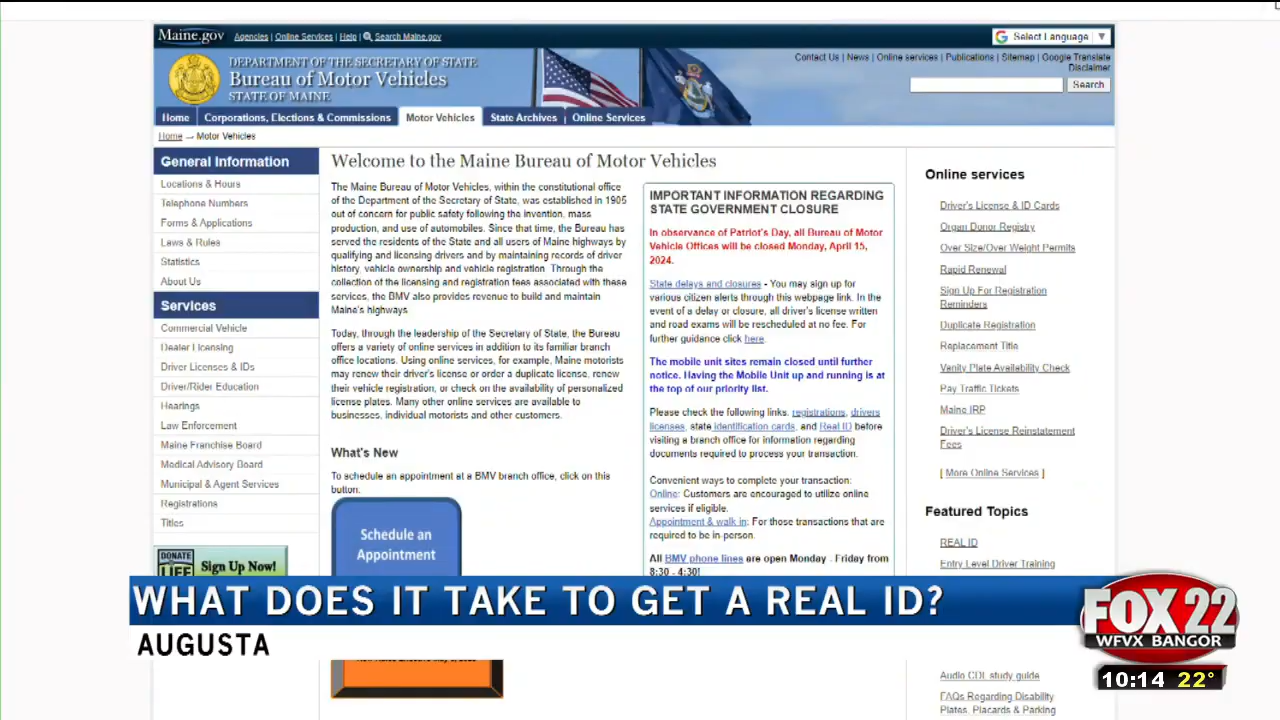 Maine.gov Agencies | Online Services | Help | Search Maine.gov
Select Language ▼
DEPARTMENT OF THE SECRETARY OF STATE
Bureau of Motor Vehicles
STATE OF MAINE
Contact Us | News | Online services | Publications | Sitemap | Google Translate
Disclaimer
Search
Home Corporations, Elections & Commissions Motor Vehicles State Archives Online Services
Home → Motor Vehicles
General Information
Locations & Hours
Telephone Numbers
Forms & Applications
Laws & Rules
Statistics
About Us
Services
Commercial Vehicle
Dealer Licensing
Driver Licenses & IDs
Driver/Rider Education
Hearings
Law Enforcement
Maine Franchise Board
Medical Advisory Board
Municipal & Agent Services
Registrations
Titles
DONATE
LIFE
Sign Up Now!
Welcome to the Maine Bureau of Motor Vehicles
The Maine Bureau of Motor Vehicles, within the constitutional office
of the Department of the Secretary of State, was established in 1905
out of concern for public safety following the invention, mass
production, and use of automobiles. Since that time, the Bureau has
served the residents of the State and all users of Maine highways by
qualifying and licensing drivers and by maintaining records of driver
history, vehicle ownership and vehicle registration. Through the
collection of the licensing and registration fees associated with these
services, the BMV also provides revenue to build and maintain
Maine's highways.
Today, through the leadership of the Secretary of State, the Bureau
offers a variety of online services in addition to its familiar branch
office locations. Using online services, for example, Maine motorists
may renew their driver's license or order a duplicate license, renew
their vehicle registration, or check on the availability of personalized
license plates. Many other online services are available to
businesses, individual motorists and other customers.
What's New
To schedule an appointment at a BMV branch office, click on this
button.
Schedule an
Appointment
IMPORTANT INFORMATION REGARDING
STATE GOVERNMENT CLOSURE
In observance of Patriot's Day, all Bureau of Motor
Vehicle Offices will be closed Monday, April 15,
2024.
State delays and closures - You may sign up for
various citizen alerts through this webpage link. In the
event of a delay or closure, all driver's license written
and road exams will be rescheduled at no fee. For
further guidance click here.
The mobile unit sites remain closed until further
notice. Having the Mobile Unit up and running is at
the top of our priority list.
Please check the following links, registrations, drivers
licenses, state identification cards, and Real ID before
visiting a branch office for information regarding
documents required to process your transaction.
Convenient ways to complete your transaction:
Online: Customers are encouraged to utilize online
services if eligible.
Appointment & walk in: For those transactions that are
required to be in-person.
All BMV phone lines are open Monday - Friday from
8:30 - 4:30!
Online services
Driver's License & ID Cards
Organ Donor Registry
Over Size/Over Weight Permits
Rapid Renewal
Sign Up For Registration
Reminders
Duplicate Registration
Replacement Title
Vanity Plate Availability Check
Pay Traffic Tickets
Maine IRP
Driver's License Reinstatement
Fees
[ More Online Services ]
Featured Topics
REAL ID
Entry Level Driver Training
Audio CDL study guide
FAQs Regarding Disability
Plates, Placards & Parking
WHAT DOES IT TAKE TO GET A REAL ID?
AUGUSTA
FOX 22
WFVX BANGOR
10:14 22°